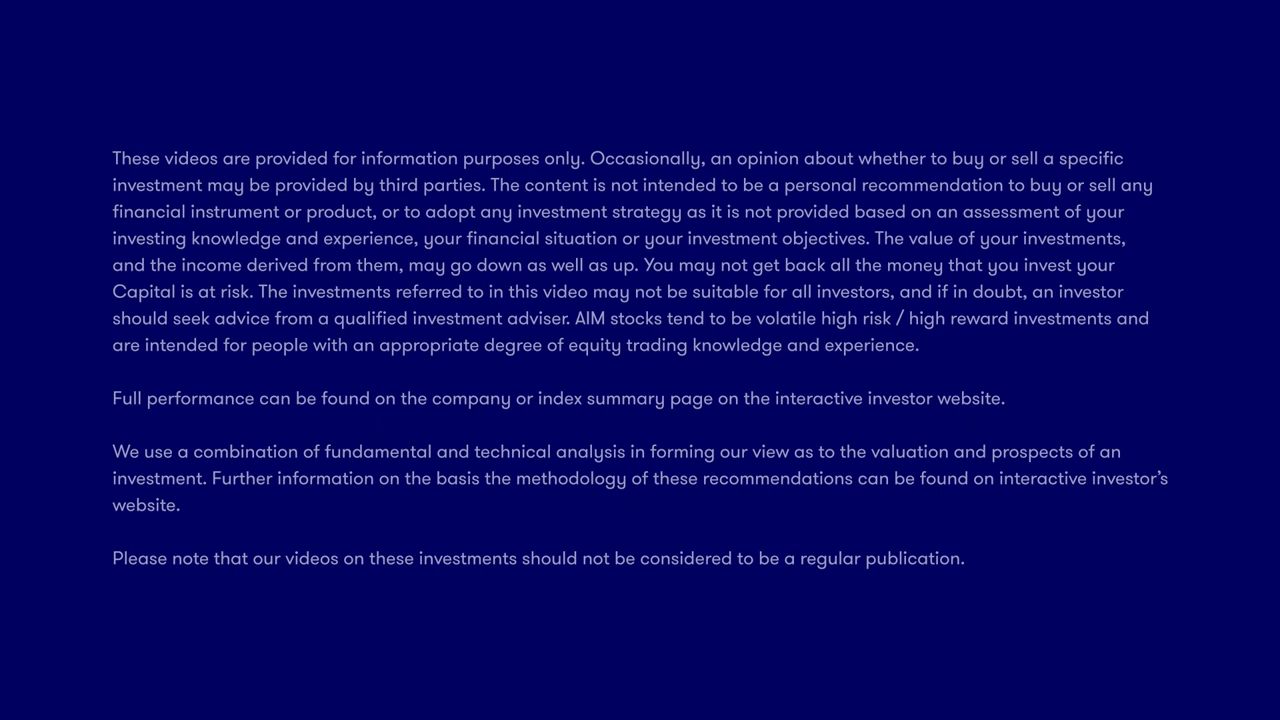 These videos are provided for information purposes only. Occasionally, an opinion about whether to buy or sell a specific
investment may be provided by third parties. The content is not intended to be a personal recommendation to buy or sell any
financial instrument or product, or to adopt any investment strategy as it is not provided based on an assessment of your
investing knowledge and experience, your financial situation or your investment objectives. The value of your investments,
and the income derived from them, may go down as well as up. You may not get back all the money that you invest your
Capital is at risk. The investments referred to in this video may not be suitable for all investors, and if in doubt, an investor
should seek advice from a qualified investment adviser. AIM stocks tend to be volatile high risk / high reward investments and
are intended for people with an appropriate degree of equity trading knowledge and experience.
Full performance can be found on the company or index summary page on the interactive investor website.
We use a combination of fundamental and technical analysis in forming our view as to the valuation and prospects of an
investment. Further information on the basis the methodology of these recommendations can be found on interactive investor’s
website.
Please note that our videos on these investments should not be considered to be a regular publication.